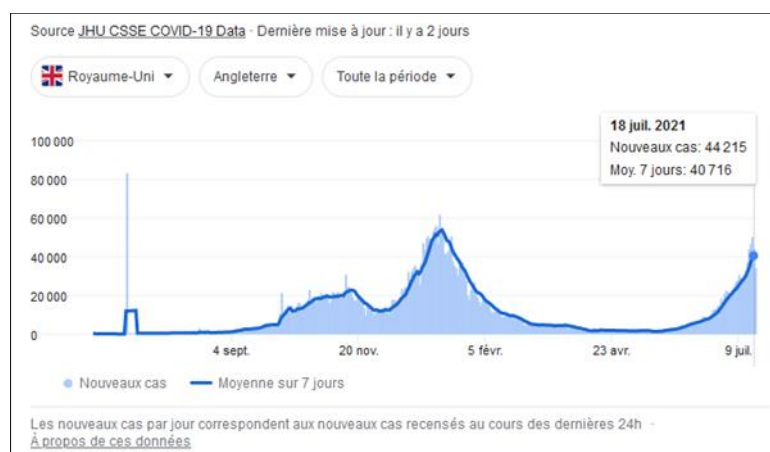 Source JHU CSSE COVID-19 Data · Dernière mise à jour : il y a 2 jours
Royaume-Uni Angleterre Toute la période
18 juil. 2021
Nouveaux cas: 44 215
Moy. 7 jours: 40 716
100 000
80 000
60 000
40 000
20 000
0
4 sept. 20 nov. 5 févr. 23 avr. 9 juil.
Nouveaux cas Moyenne sur 7 jours
Les nouveaux cas par jour correspondent aux nouveaux cas recensés au cours des dernières 24h ·
À propos de ces données